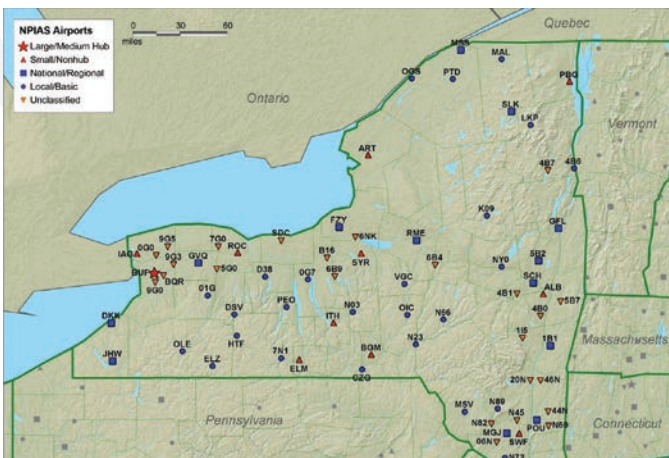 NPIAS Airports
Large/Medium Hub
Small/Nonhub
National/Regional
Local/Basic
Unclassified
0 15 30 60
miles
Quebec
Ontario
Vermont
Massachusetts
Connecticut
Pennsylvania
MSS
MAL
OGS
PTD
PBG
SLK
LKP
ART
4B7
4B6
K09
GFL
FZY
6NK
RME
SDC
9G5
7G0
ROC
IAG
0G0
9G3
GVQ
5G0
BUF
BQR
9G0
B16
SYR
6B4
NY0
5B2
D38
0G7
6B9
VGC
SCH
01G
4B1
ALB
5B7
DSV
PEO
N03
OIC
N66
4B0
DKK
ITH
HTF
N23
1I5
1B1
JHW
OLE
ELZ
7N1
ELM
BGM
CZG
20N
46N
MSV
N89
N45
44N
N82
POU
N69
MGJ
06N
SWF
N72